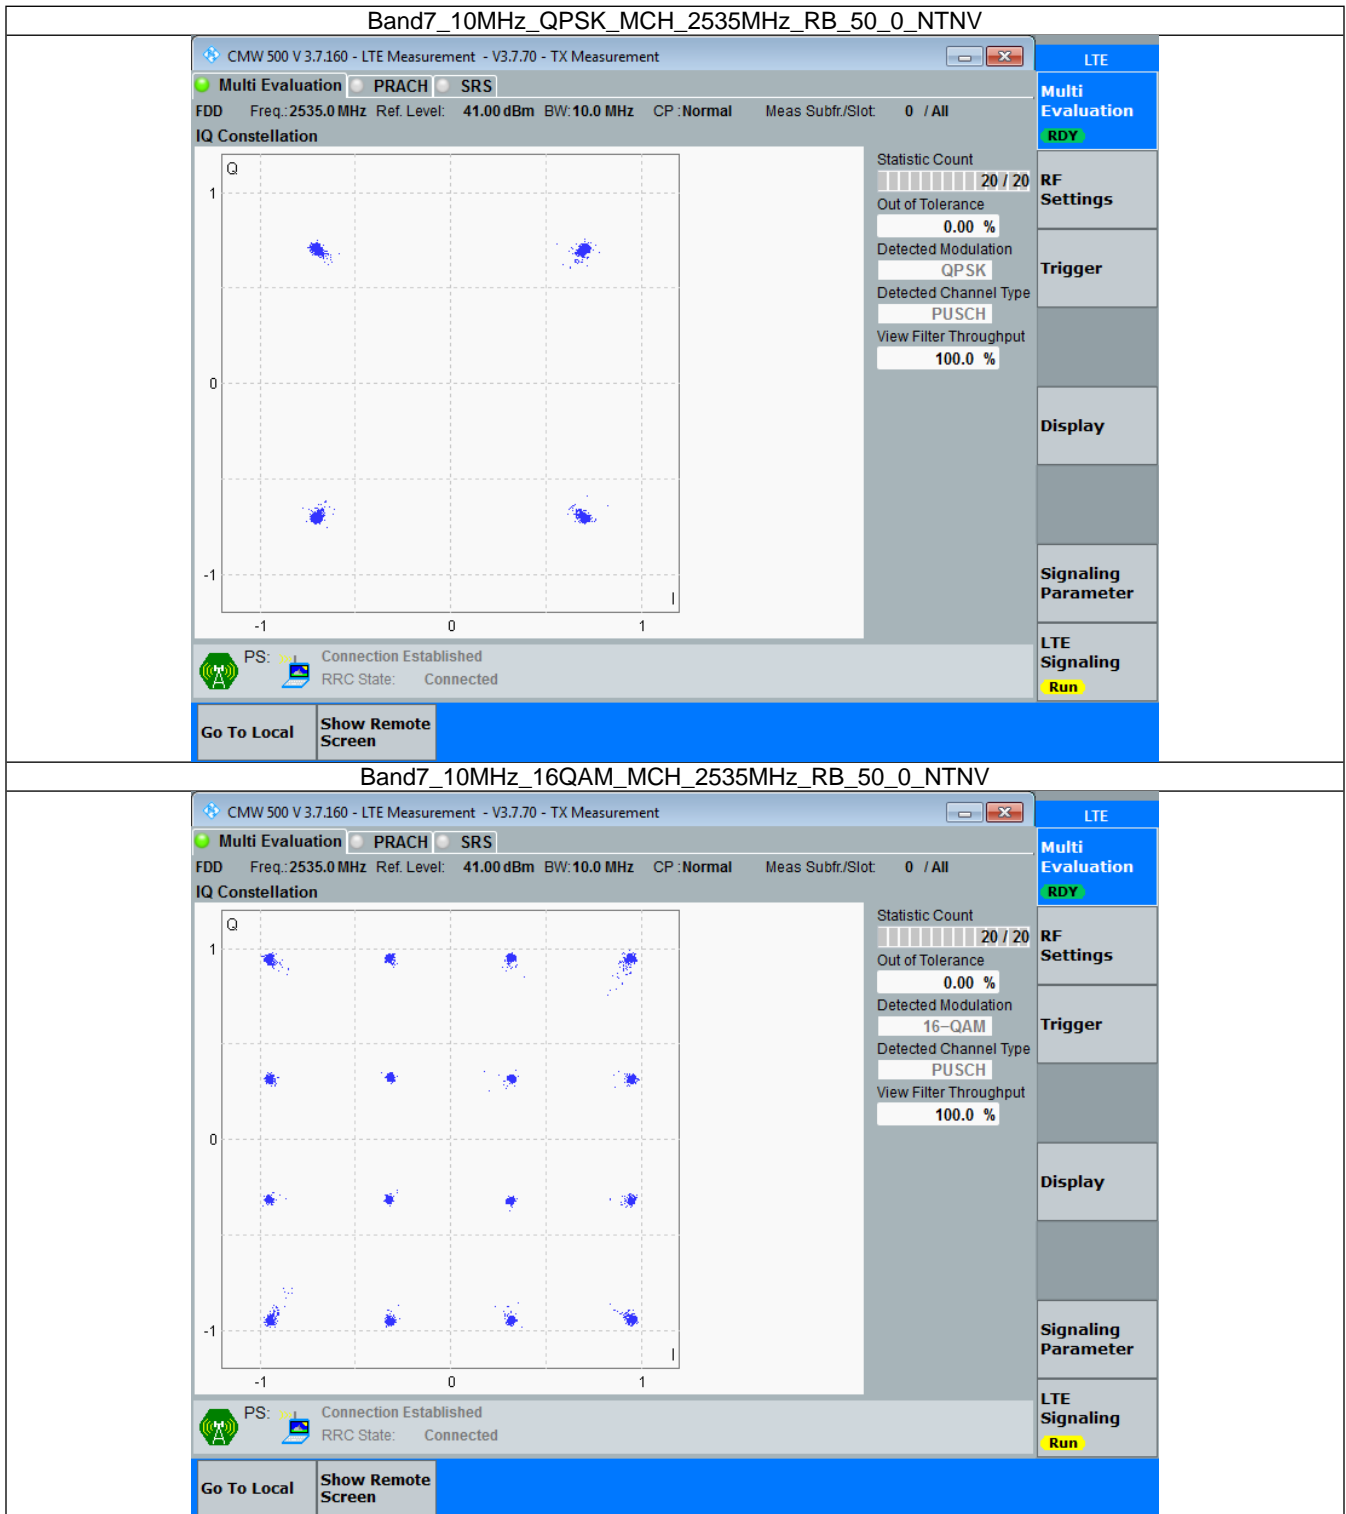 Band7_10MHz_QPSK_MCH_2535MHz_RB_50_0_NTNV
CMW 500 V 3.7.160 - LTE Measurement - V3.7.70 - TX Measurement
LTE
Multi Evaluation PRACH SRS
Multi Evaluation
RDY
FDD Freq.:2535.0 MHz Ref. Level: 41.00 dBm BW:10.0 MHz CP :Normal Meas Subfr./Slot: 0 / All
IQ Constellation
Q
1
0
-1
I
-1 0 1
Statistic Count
20 / 20
Out of Tolerance
0.00 %
Detected Modulation
QPSK
Detected Channel Type
PUSCH
View Filter Throughput
100.0 %
RF Settings
Trigger
Display
Signaling Parameter
LTE Signaling
Run
PS: Connection Established
RRC State: Connected
Go To Local
Show Remote Screen
Band7_10MHz_16QAM_MCH_2535MHz_RB_50_0_NTNV
CMW 500 V 3.7.160 - LTE Measurement - V3.7.70 - TX Measurement
LTE
Multi Evaluation PRACH SRS
Multi Evaluation
RDY
FDD Freq.:2535.0 MHz Ref. Level: 41.00 dBm BW:10.0 MHz CP :Normal Meas Subfr./Slot: 0 / All
IQ Constellation
Q
1
0
-1
I
-1 0 1
Statistic Count
20 / 20
Out of Tolerance
0.00 %
Detected Modulation
16-QAM
Detected Channel Type
PUSCH
View Filter Throughput
100.0 %
RF Settings
Trigger
Display
Signaling Parameter
LTE Signaling
Run
PS: Connection Established
RRC State: Connected
Go To Local
Show Remote Screen